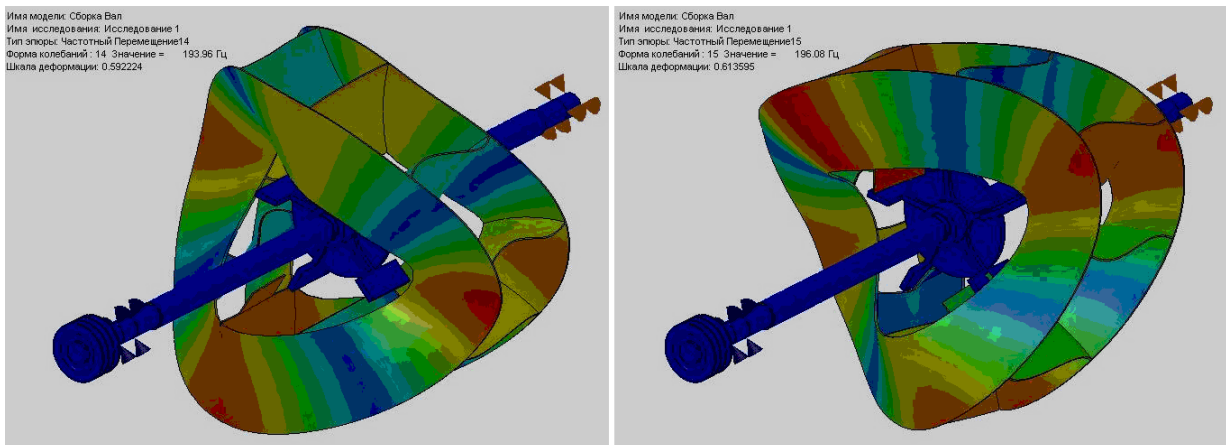 Имя модели: Сборка Вал
Имя исследования: Исследование 1
Тип эпюры: Частотный Перемещение14
Форма колебаний : 14 Значение = 193.96 Гц
Шкала деформации: 0.592224
Имя модели: Сборка Вал
Имя исследования: Исследование 1
Тип эпюры: Частотный Перемещение15
Форма колебаний : 15 Значение = 196.08 Гц
Шкала деформации: 0.613595